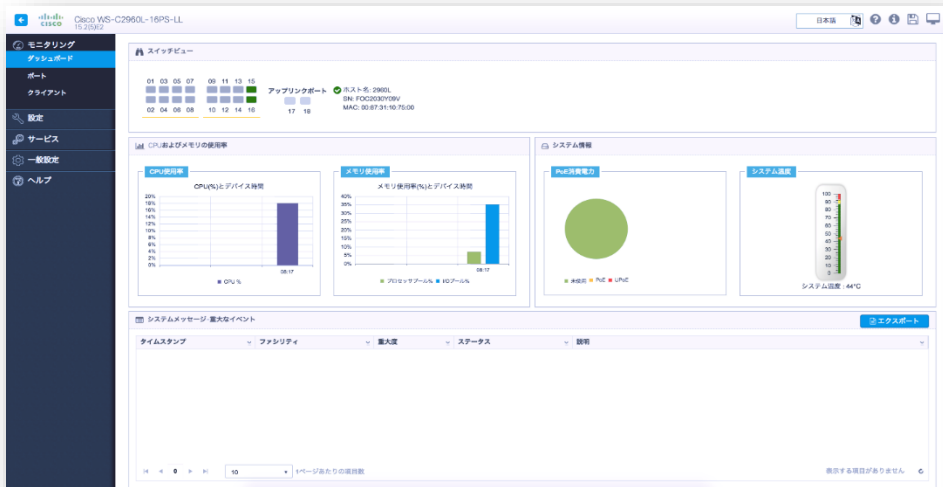 Cisco WS-C2960L-16PS-LL
15.2(5)E2
CISCO
日本語
モニタリング
ダッシュボード
ポート
クライアント
設定
サービス
一般設定
ヘルプ
スイッチビュー
01 03 05 07 09 11 13 15
02 04 06 08 10 12 14 16
アップリンクポート
17 18
ホスト名: 2960L
SN: FOC2030Y09V
MAC: 00:87:31:10:75:00
CPUおよびメモリの使用率
CPU使用率
CPU(%)とデバイス時間
20%
18%
16%
14%
12%
10%
8%
6%
4%
2%
0%
08:17
CPU %
メモリ使用率
メモリ使用率(%)とデバイス時間
40%
35%
30%
25%
20%
15%
10%
5%
0%
08:17
プロセッサプール% I/Oプール%
システム情報
PoE消費電力
未使用 PoE UPoE
システム温度
100
90
80
70
60
50
40
30
20
10
0
システム温度 : 44°C
システムメッセージ-重大なイベント
エクスポート
タイムスタンプ ファシリティ 重大度 ステータス 説明
0 10 1ページあたりの項目数 表示する項目がありません